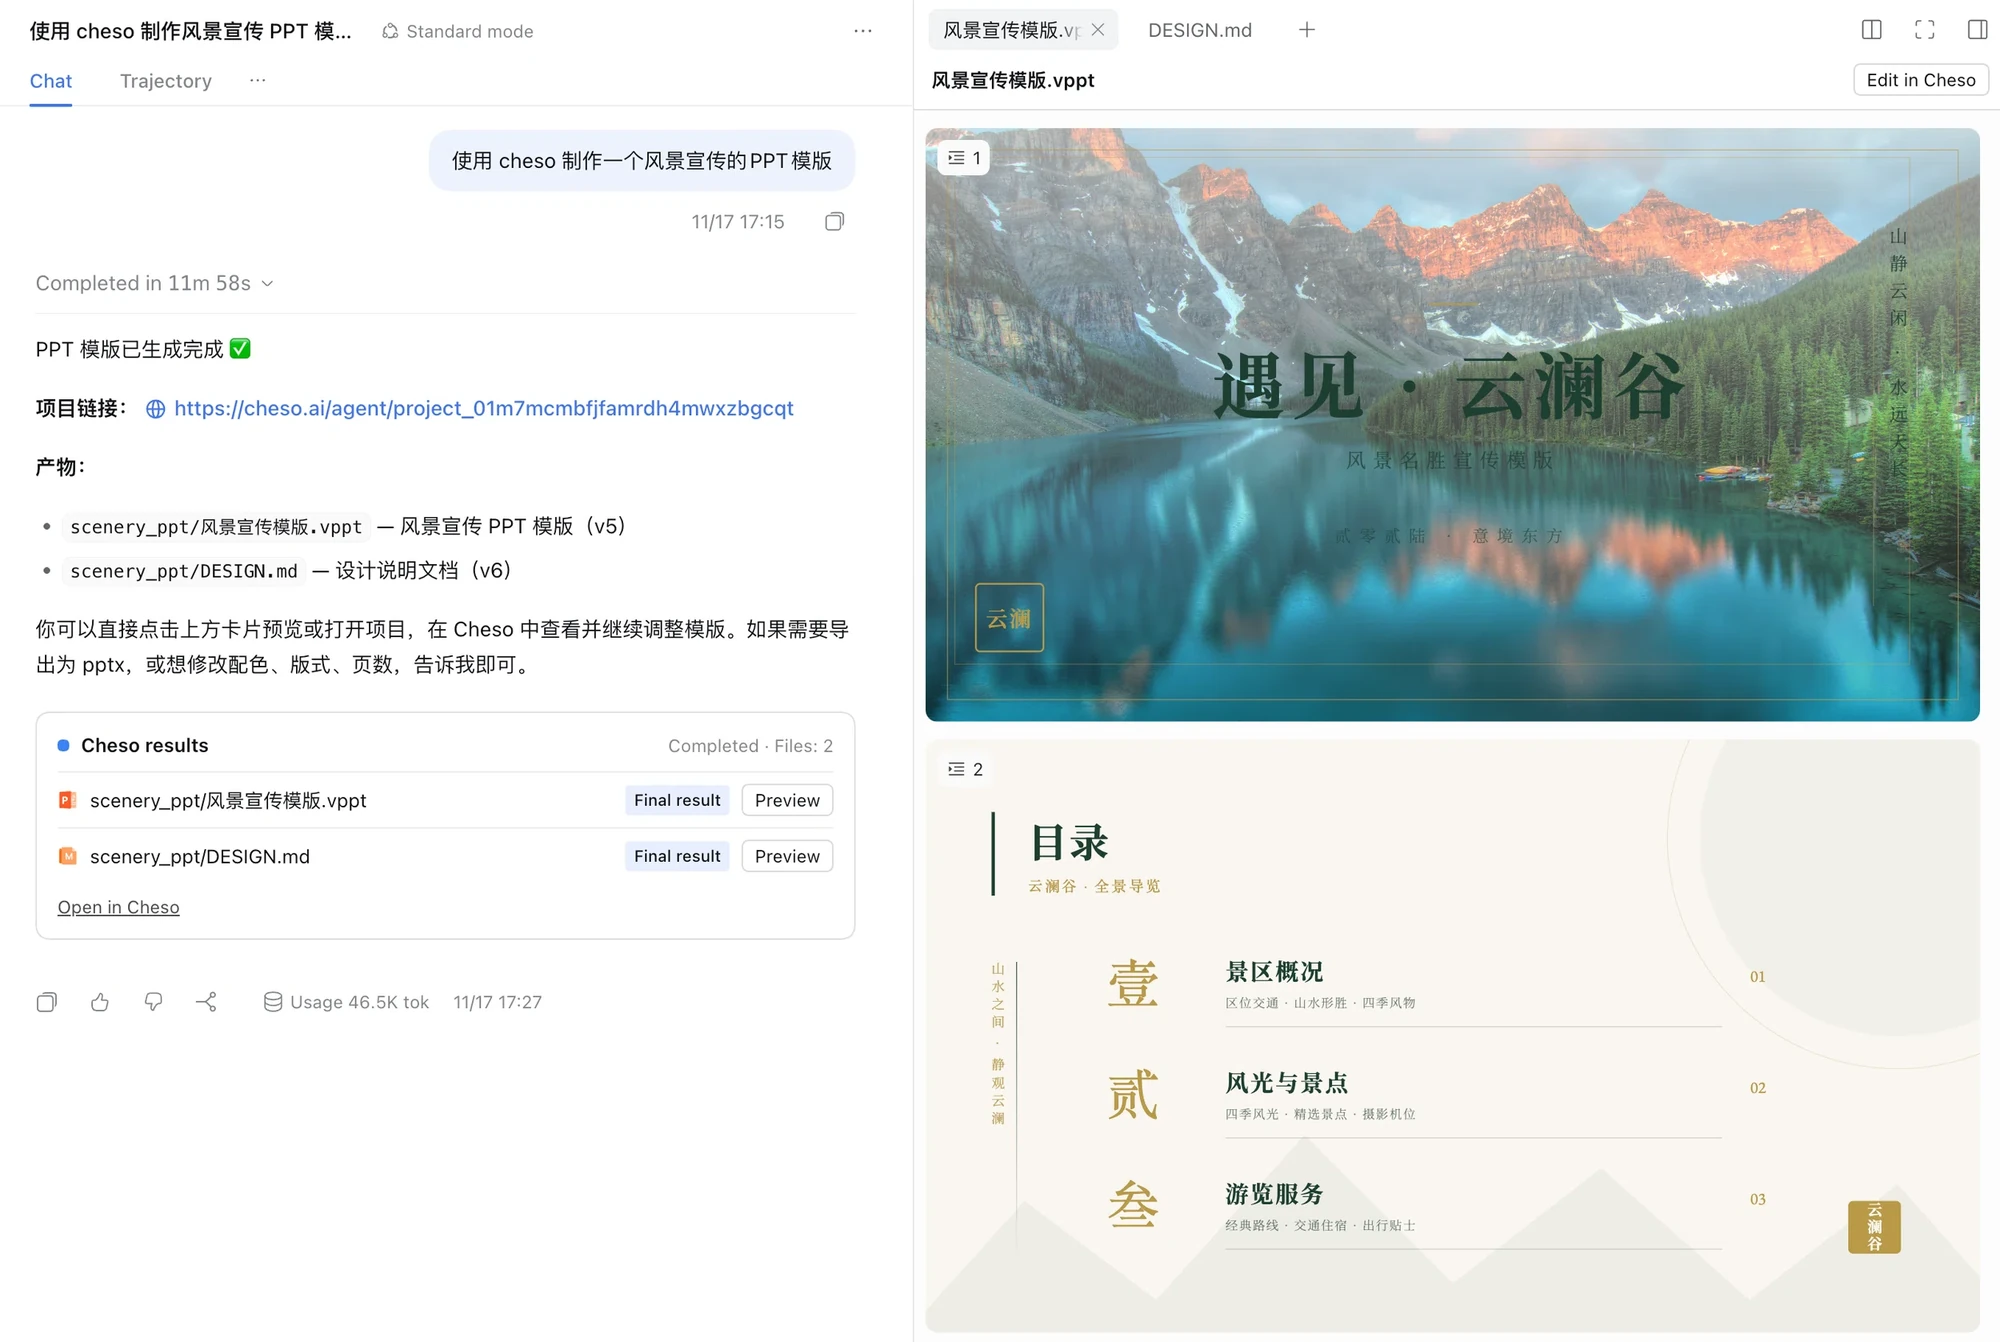 使用 cheso 制作风景宣传 PPT 模...
Standard mode
Chat
Trajectory
使用 cheso 制作一个风景宣传的PPT模版
11/17 17:15
Completed in 11m 58s
PPT 模版已生成完成✅
项目链接：
https://cheso.ai/agent/project_01m7mcmbfjfamrdh4mwxzbgcqt
产物：
• scenery_ppt/风景宣传模版.vppt — 风景宣传 PPT 模版（v5）
• scenery_ppt/DESIGN.md — 设计说明文档（v6）
你可以直接点击上方卡片预览或打开项目，在 Cheso 中查看并继续调整模版。如果需要导
出为 pptx，或想修改配色、版式、页数，告诉我即可。
Cheso results
Completed · Files: 2
scenery_ppt/风景宣传模版.vppt
Final result
Preview
scenery_ppt/DESIGN.md
Final result
Preview
Open in Cheso
Usage 46.5K tok
11/17 17:27
风景宣传模版.vp
DESIGN.md
风景宣传模版.vppt
Edit in Cheso
1
山静云闲·水远天长
遇见·云澜谷
风景名胜宣传模版
贰零贰陆 · 意境东方
云澜
2
目录
云澜谷 · 全景导览
山水之间·静观云澜
壹
景区概况
区位交通 · 山水形胜 · 四季风物
01
贰
风光与景点
四季风光 · 精选景点 · 摄影机位
02
叁
游览服务
经典路线 · 交通住宿 · 出行贴士
03
云澜谷